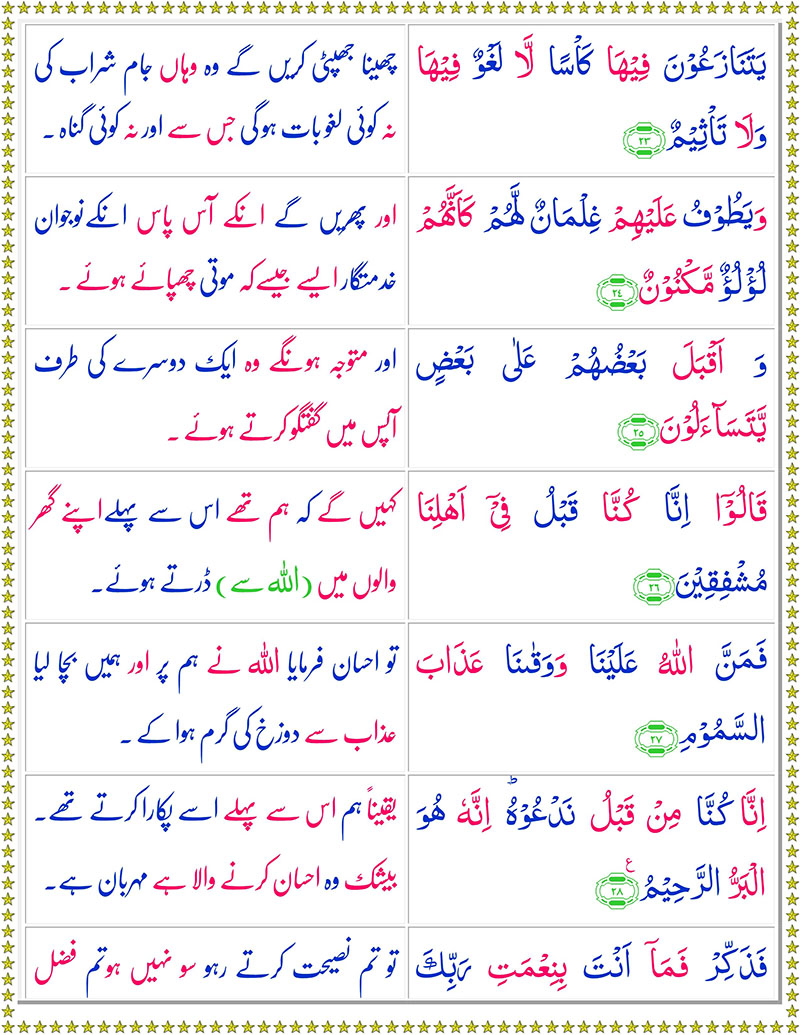 یَتَنَازَعُوْنَ فِیْهَا كَاْسًا لَّا لَغْوٌ فِیْهَا
وَلَا تَاْثِیْمٌ ٢٣
چھینا جھپٹی کریں گے وہ وہاں جام شراب کی
نہ کوئی لغو بات ہوگی جس سے اور نہ کوئی گناہ ۔
وَیَطُوْفُ عَلَیْهِمْ غِلْمَانٌ لَّهُمْ كَاَنَّهُمْ
لُؤْلُؤٌ مَّكْنُوْنٌ ٢٤
اور پھریں گے انکے آس پاس انکے نوجوان
خدمتگار ایسے جیسے کہ موتی چھپائے ہوئے ۔
وَ اَقْبَلَ بَعْضُهُمْ عَلٰی بَعْضٍ
یَّتَسَآءَلُوْنَ ٢٥
اور متوجہ ہونگے وہ ایک دوسرے کی طرف
آپس میں گفتگو کرتے ہوئے ۔
قَالُوْۤا اِنَّا كُنَّا قَبْلُ فِیْۤ اَهْلِنَا
مُشْفِقِیْنَ ٢٦
کہیں گے کہ ہم تھے اس سے پہلے اپنے گھر
والوں میں (اللہ سے) ڈرتے ہوئے ۔
فَمَنَّ اللهُ عَلَیْنَا وَوَقٰىنَا عَذَابَ
السَّمُوْمِ ٢٧
تو احسان فرمایا اللہ نے ہم پر اور ہمیں بچا لیا
عذاب سے دوزخ کی گرم ہوا کے ۔
اِنَّا كُنَّا مِنْ قَبْلُ نَدْعُوْهُ ؕ اِنَّهٗ هُوَ
الْبَرُّ الرَّحِیْمُ ٢٨ ع
یقیناً ہم اس سے پہلے اسے پکارا کرتے تھے۔
بیشک وہ احسان کرنے والا ہے مہربان ہے۔
فَذَكِّرْ فَمَاۤ اَنْتَ بِنِعْمَتِ رَبِّكَ
تو تم نصیحت کرتے رہو سو نہیں ہو تم فضل